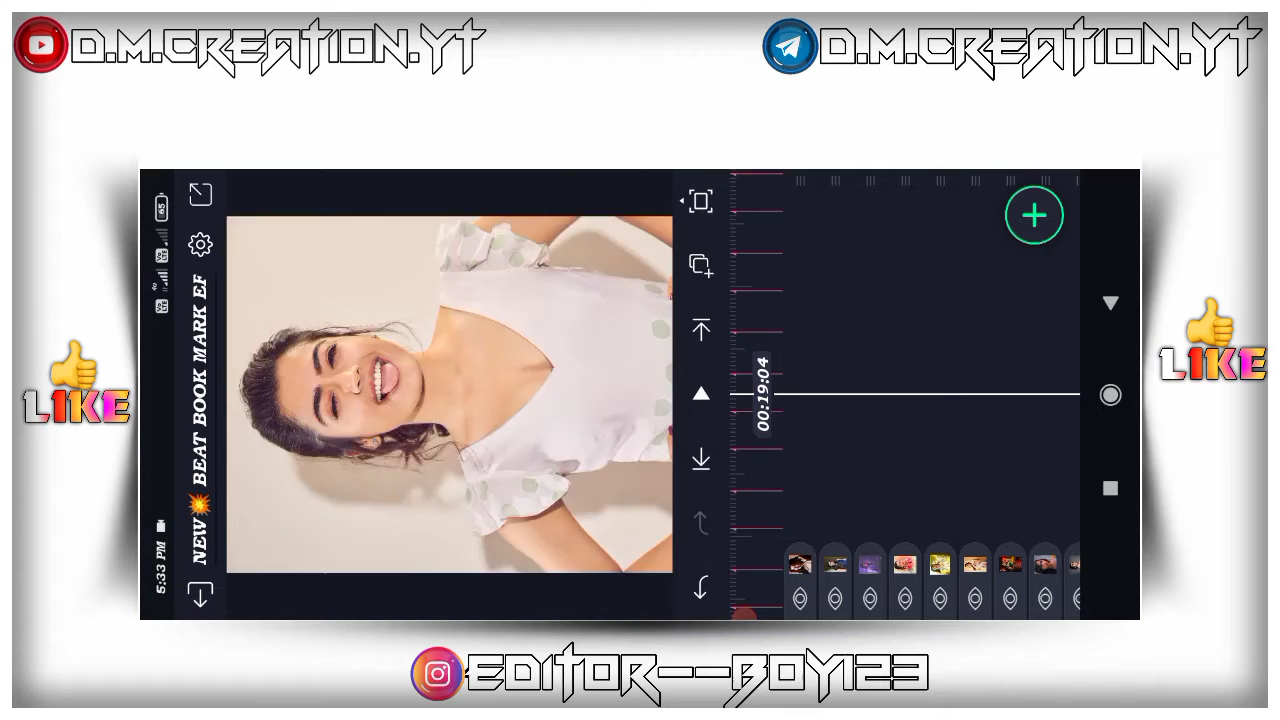 D.M.CREATION.YT
D.M.CREATION.YT
5:33 PM
65
NEW💥 BEAT BOOK MARK EF
00:19:04
👍
LIKE
👍
LIKE
EDITOR--BOY123